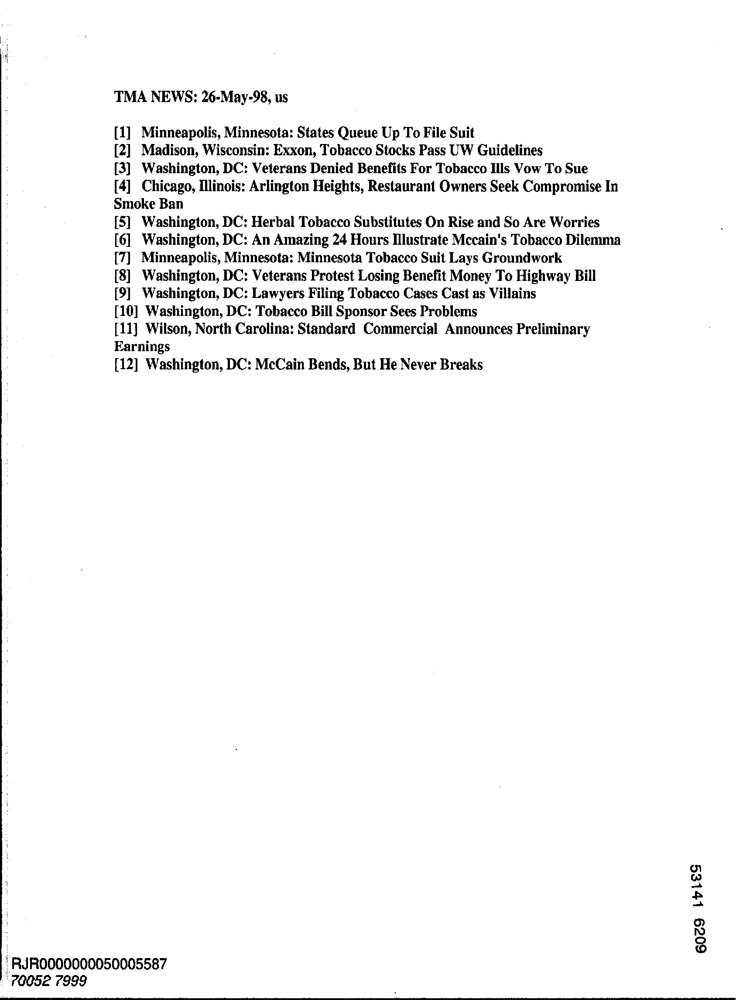 TMA NEWS: 26-May-98, us
[1] Minneapolis, Minnesota: States Queue Up To File Suit
[2] Madison, Wisconsin: Exxon, Tobacco Stocks Pass UW Guidelines
[3] Washington, DC: Veterans Denied Benefits For Tobacco Ills Vow To Sue
[4] Chicago, Illinois: Arlington Heights, Restaurant Owners Seek Compromise In
Smoke Ban
[5] Washington, DC: Herbal Tobacco Substitutes On Rise and So Are Worries
[6] Washington, DC: An Amazing 24 Hours Illustrate Mccain's Tobacco Dilemma
[7] Minneapolis, Minnesota: Minnesota Tobacco Suit Lays Groundwork
[8] Washington, DC: Veterans Protest Losing Benefit Money To Highway Bill
[9] Washington, DC: Lawyers Filing Tobacco Cases Cast as Villains
[10] Washington, DC: Tobacco Bill Sponsor Sees Problems
[11] Wilson, North Carolina: Standard Commercial Announces Preliminary
Earnings
[12] Washington, DC: McCain Bends, But He Never Breaks
53141 6209
RJR0000000050005587
70052 7999